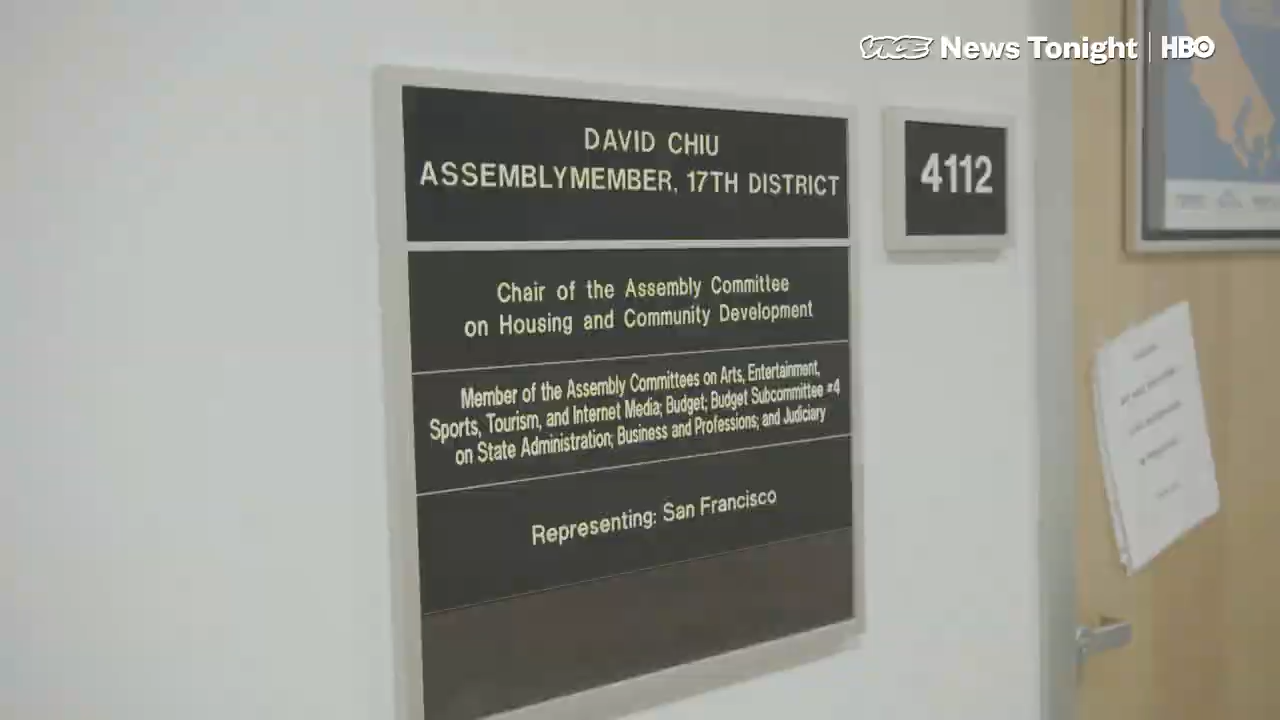 VICE News Tonight | HBO
DAVID CHIU
ASSEMBLYMEMBER, 17TH DISTRICT
4112
Chair of the Assembly Committee
on Housing and Community Development
Member of the Assembly Committees on Arts, Entertainment,
Sports, Tourism, and Internet Media; Budget; Budget Subcommittee #4
on State Administration; Business and Professions; and Judiciary
Representing: San Francisco